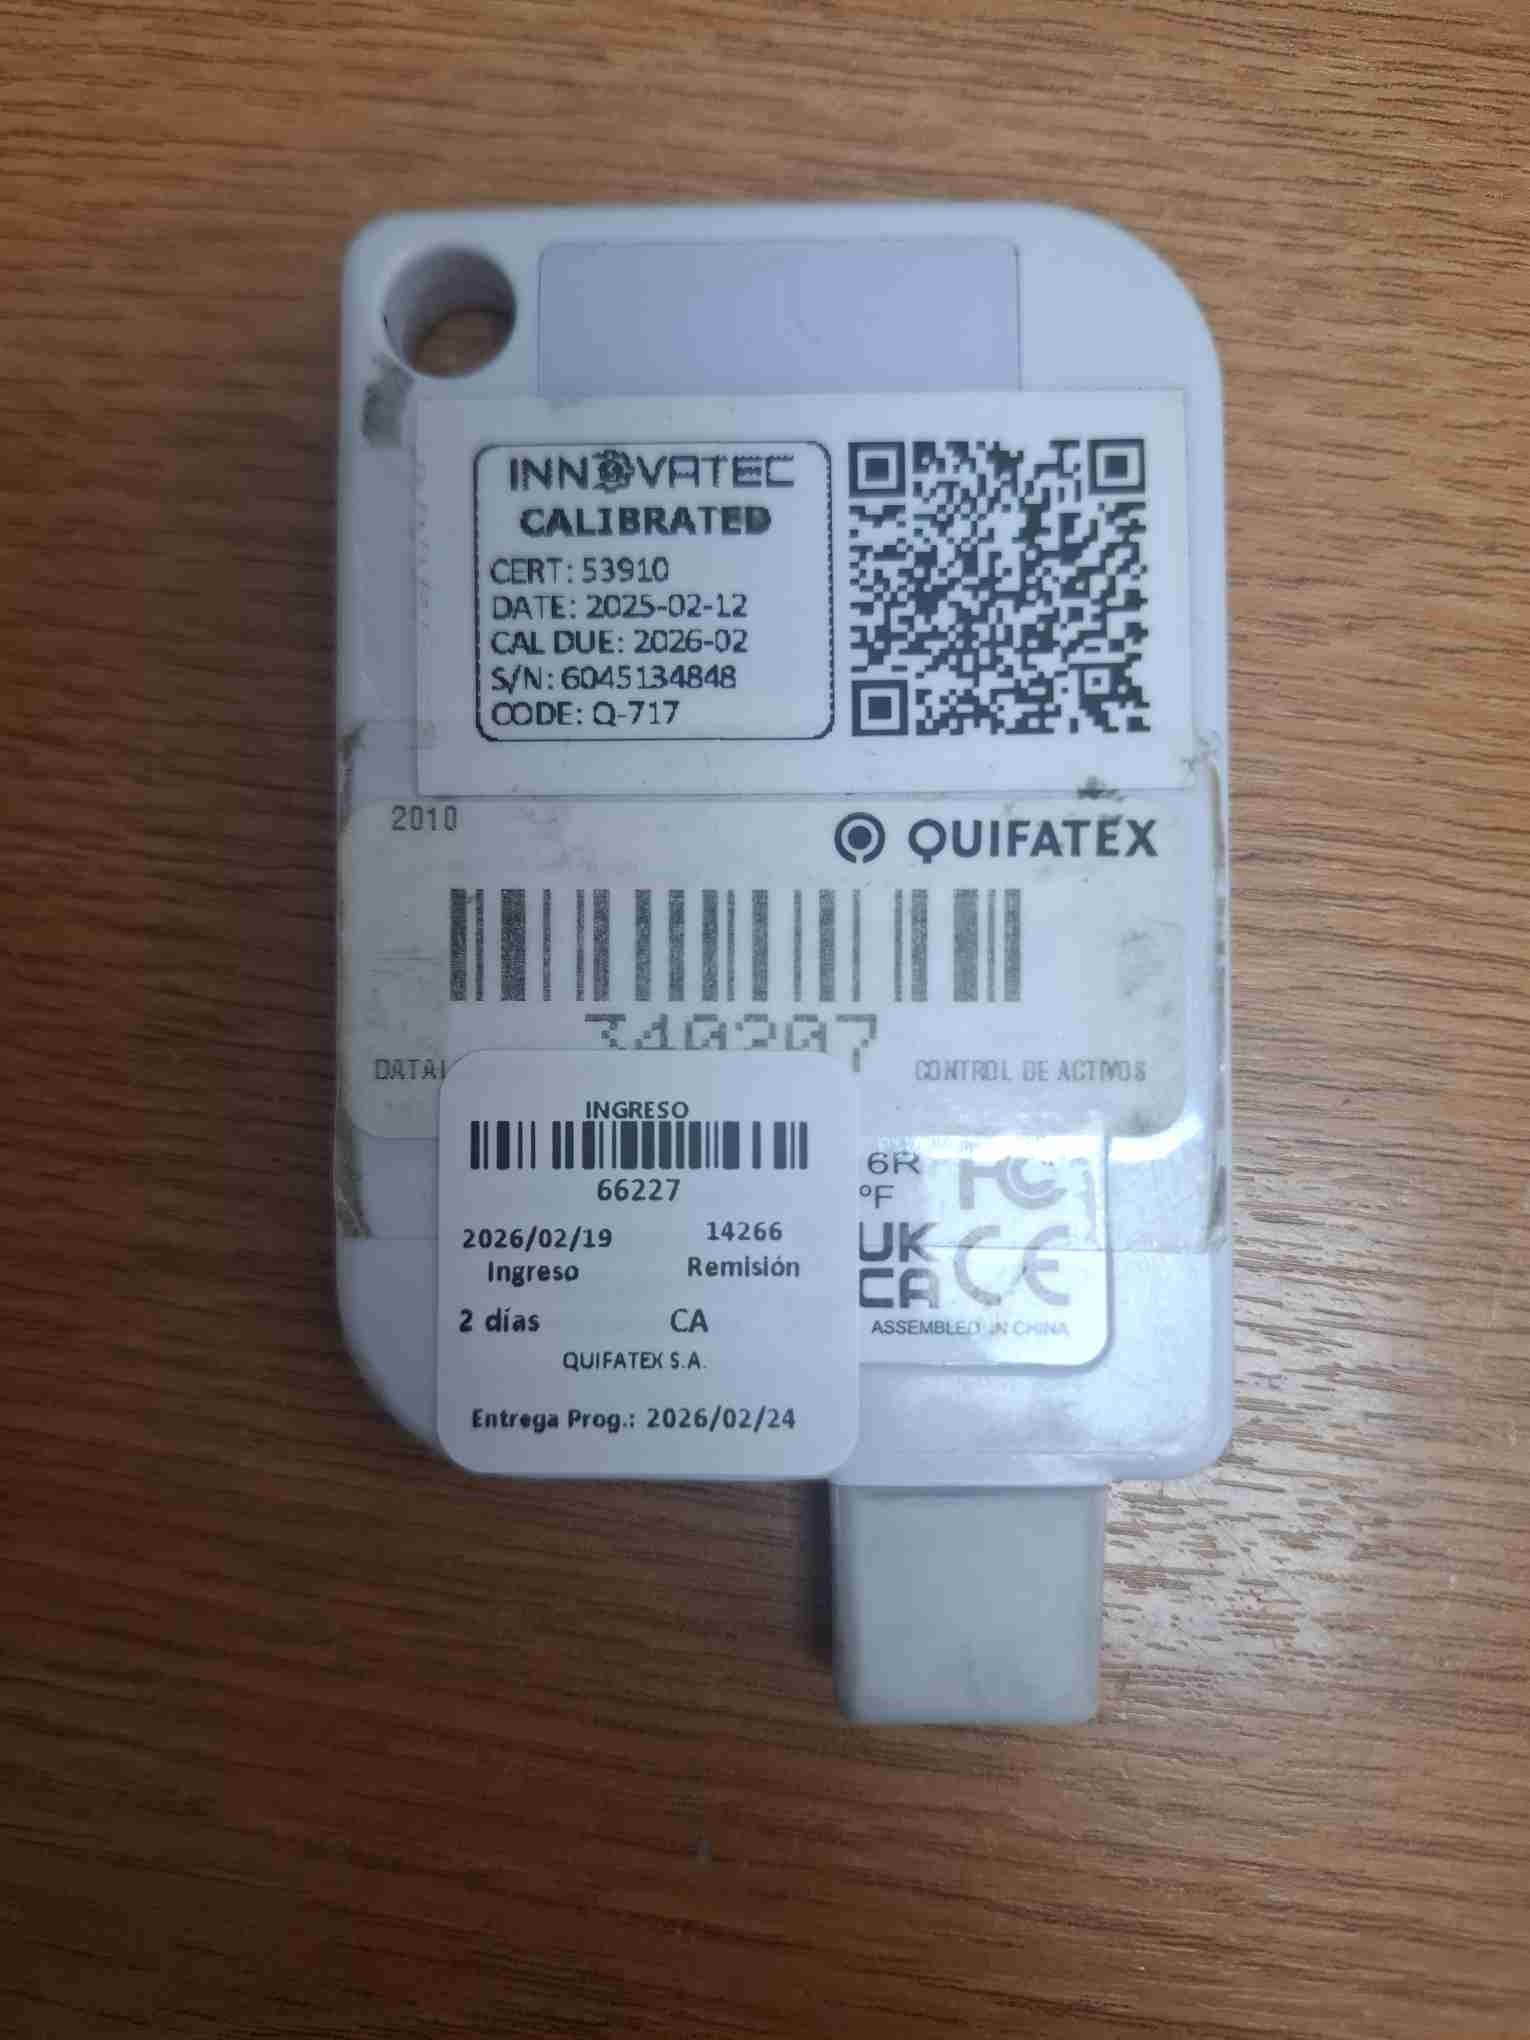 INNOVATEC
CALIBRATED
CERT: 53910
DATE: 2025-02-12
CAL DUE: 2026-02
S/N: 6045134848
CODE: Q-717
2010
QUIFATEX
CONTROL DE ACTIVOS
INGRESO
66227
2026/02/19 14266
Ingreso Remisión
2 días CA
QUIFATEX S.A.
Entrega Prog.: 2026/02/24
6R
°F
FC
UK
CA CE
ASSEMBLED IN CHINA